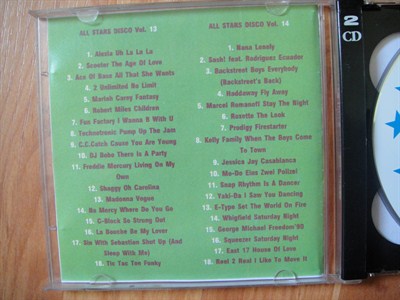 ALL STARS DISCO Vol. 13
1. Alexia Uh La La La
2. Scooter The Age Of Love
3. Ace Of Base All That She Wants
4. 2 Unlimited No Limit
5. Markoh Carny Fantasy
6. Robert Miles Children
7. Fun Factory I Wanna B With U
8. Technotronic Pump Up The Jam
9. C.C.Catch Cause You Are Young
10. DJ Bobo There Is A Party
11. Freddie Mercury Living On My
Own
12. Shaggy Oh Carolina
13. Madonna Vogue
14. No Mercy Where Do You Go
15. C-Block So Strung Out
16. La Bouche Be My Lover
17. Sin With Sebastian Shut Up (And
Sleep With Me)
18. Tic Tac Toe Funky
ALL STARS DISCO Vol. 14
1. Nana Lonely
2. Sash! feat. Rodriguez Ecuador
3. Backstreet Boys Everybody
(Backstreet's Back)
4. Haddaway Fly Away
5. Marcel Romanoff Stay The Night
6. Roxette The Look
7. Prodigy Firestarter
8. Kelly Family When The Boys Come
To Town
9. Jessica Jay Casablanca
10. Mo-Do Eins Zwei Polizei
11. Snap Rhythm Is A Dancer
12. Yaki-Da I Saw You Dancing
13. E-Type Set The World On Fire
14. Whigfield Saturday Night
15. George Michael Freedom'90
16. Squeezer Saturday Night
17. East 17 House Of Love
18. Real 2 Real I Like To Move It
2
CD